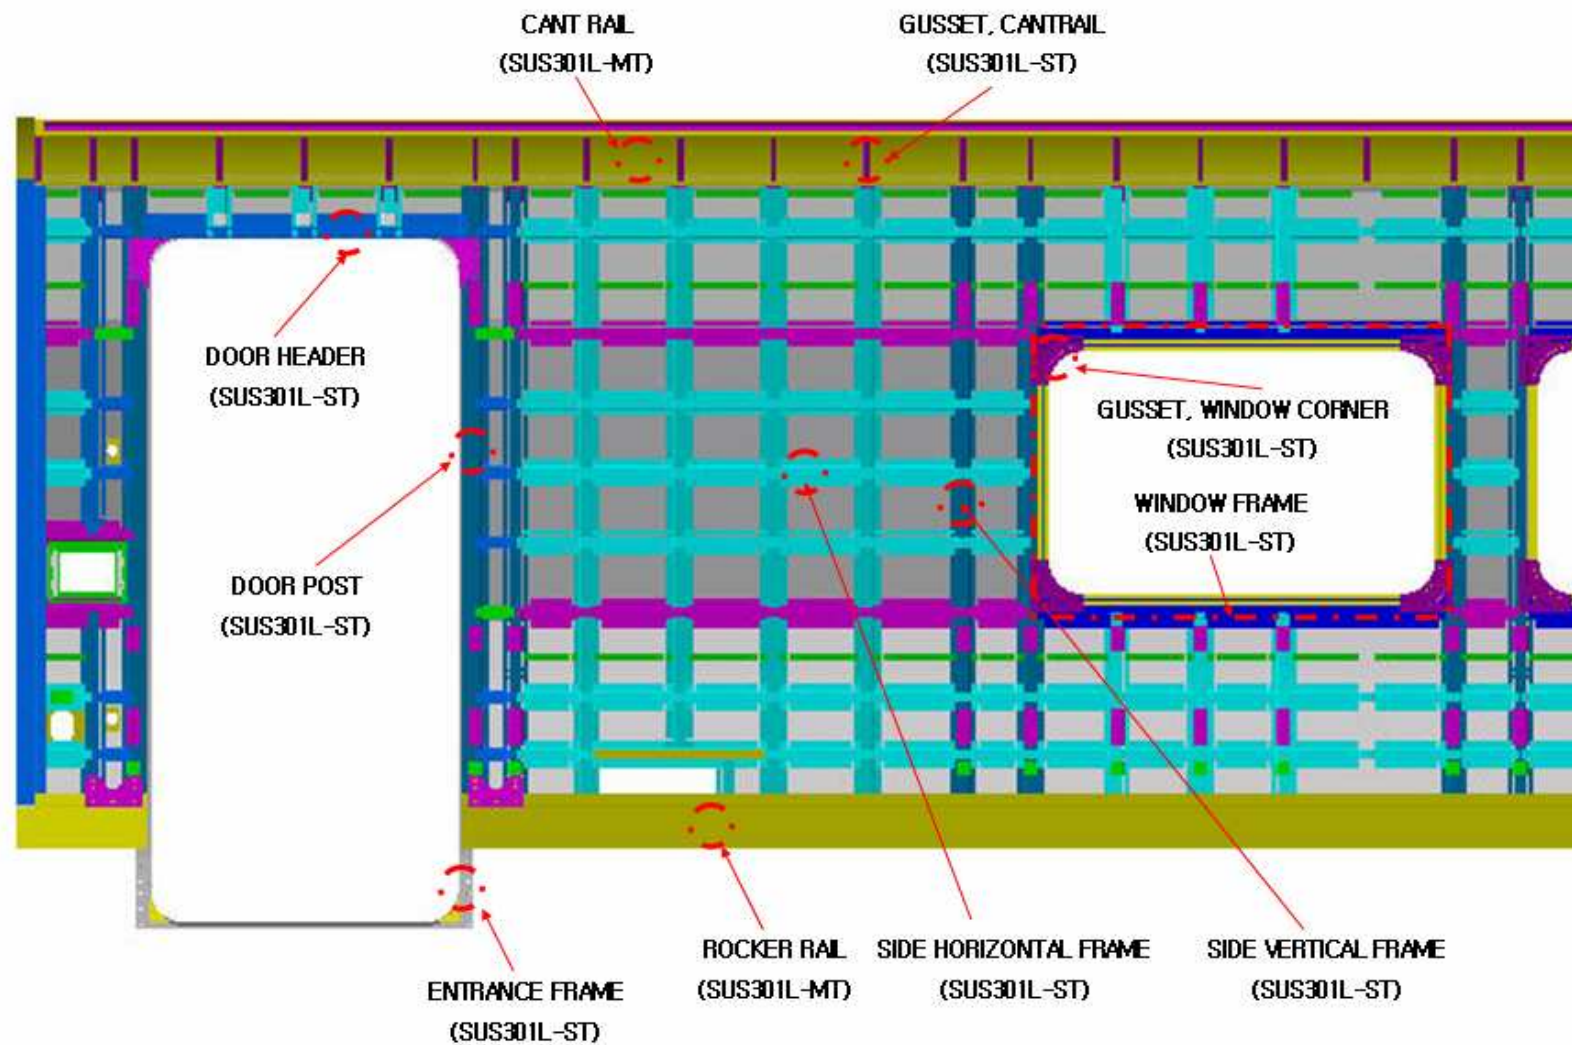 CANT RAIL
(SUS301L-MT)
GUSSET, CANTRAIL
(SUS301L-ST)
DOOR HEADER
(SUS301L-ST)
GUSSET, WINDOW CORNER
(SUS301L-ST)
WINDOW FRAME
(SUS301L-ST)
DOOR POST
(SUS301L-ST)
ROCKER RAIL
(SUS301L-MT)
SIDE HORIZONTAL FRAME
(SUS301L-ST)
SIDE VERTICAL FRAME
(SUS301L-ST)
ENTRANCE FRAME
(SUS301L-ST)